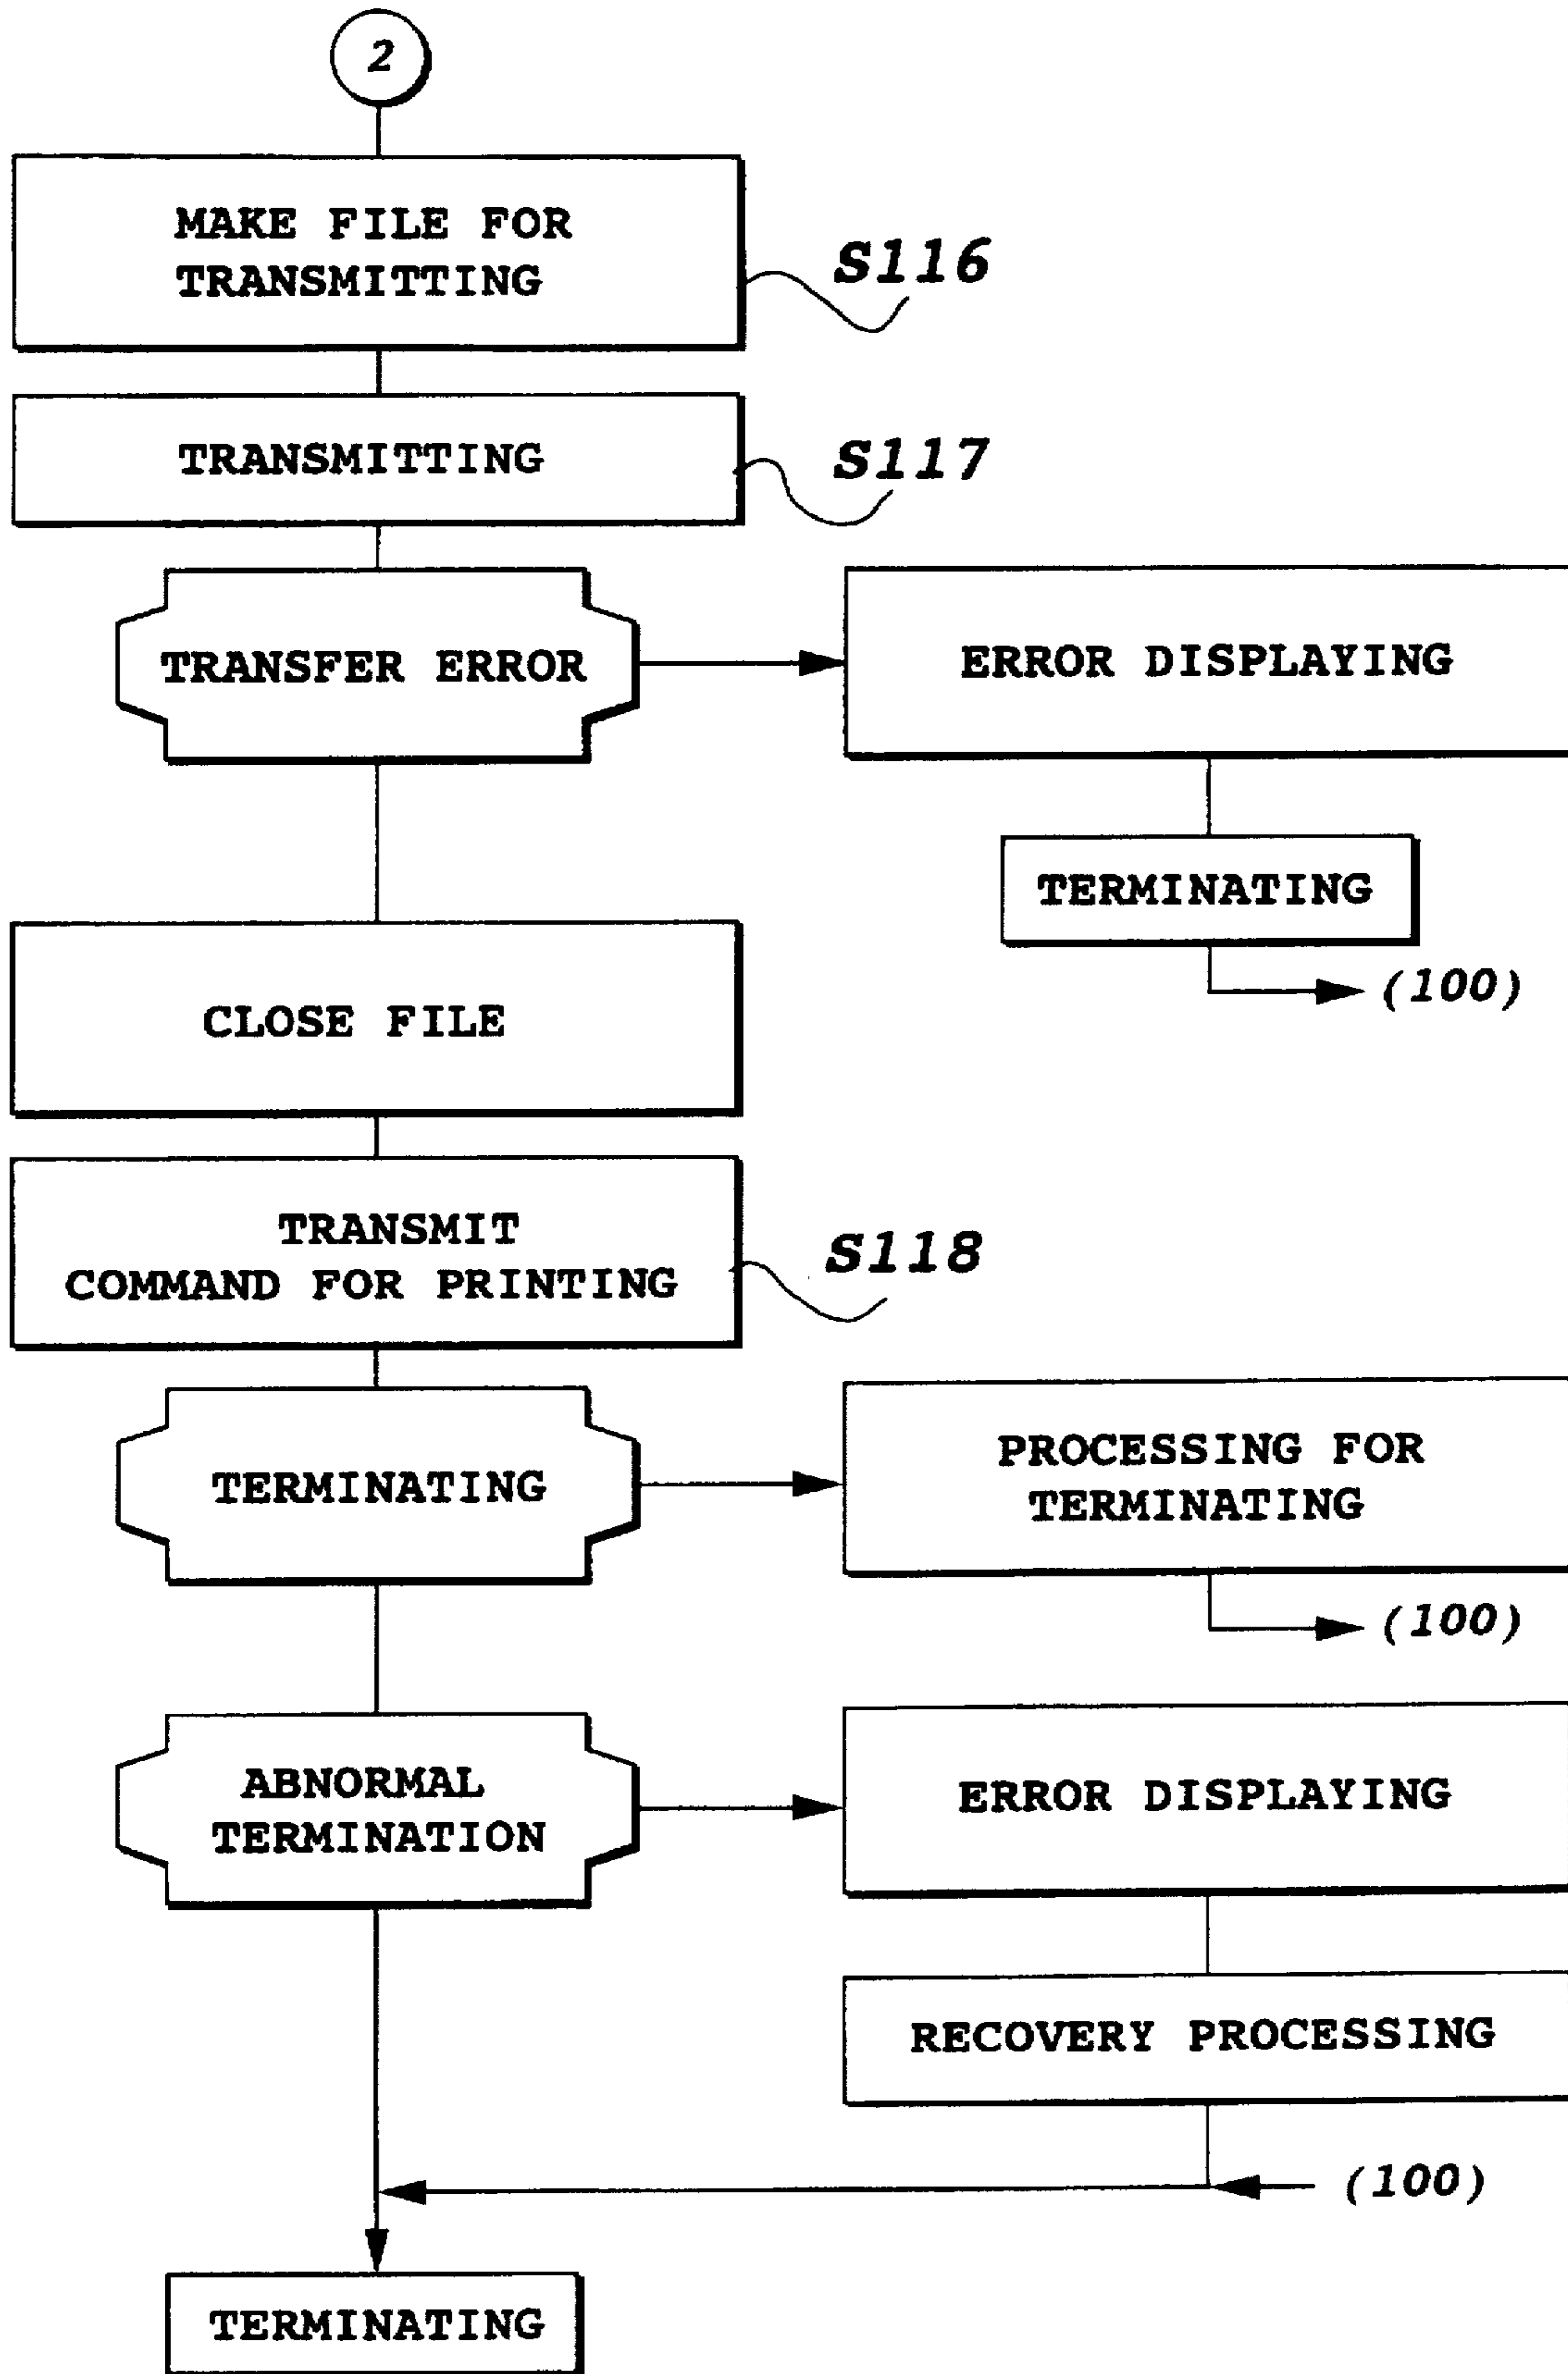 2
MAKE FILE FOR
TRANSMITTING
S116
TRANSMITTING
S117
TRANSFER ERROR
ERROR DISPLAYING
TERMINATING
(100)
CLOSE FILE
TRANSMIT
COMMAND FOR PRINTING
S118
TERMINATING
PROCESSING FOR
TERMINATING
(100)
ABNORMAL
TERMINATION
ERROR DISPLAYING
RECOVERY PROCESSING
(100)
TERMINATING